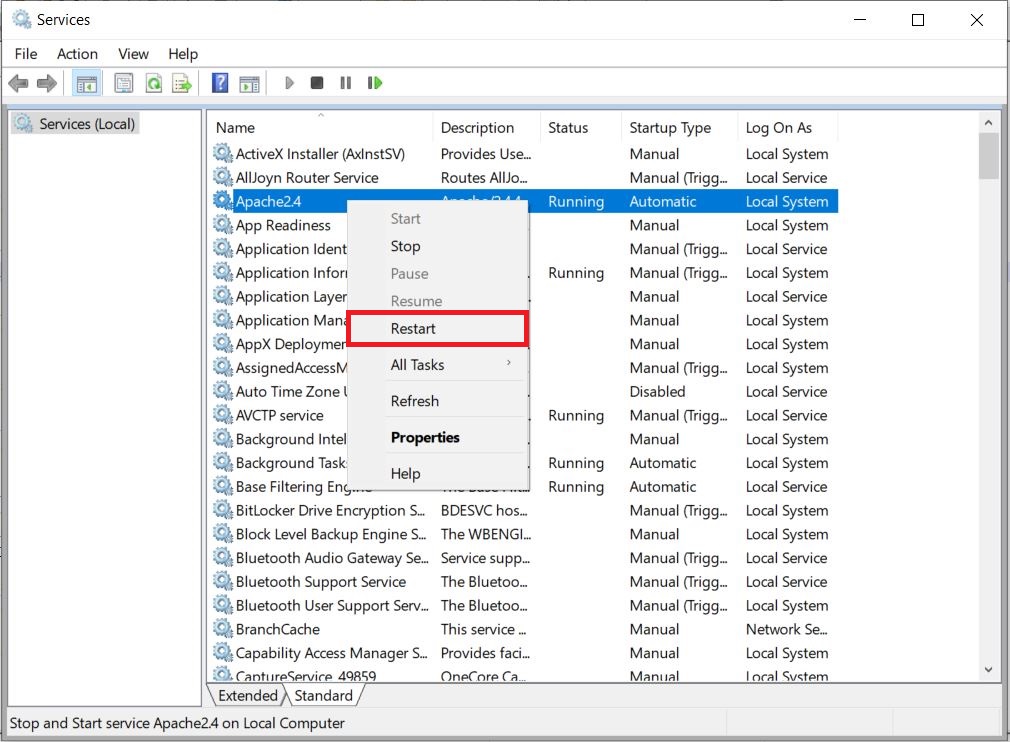 Services
File Action View Help
Services (Local)
Name Description Status Startup Type Log On As
ActiveX Installer (AxInstSV) Provides Use... Manual Local System
AllJoyn Router Service Routes AllJo... Manual (Trigg... Local Service
Apache2.4 Apache/2.4.4 Running Automatic Local System
App Readiness Manual Local System
Application Ident Manual (Trigg... Local Service
Application Infor Running Manual (Trigg... Local System
Application Layer Manual Local Service
Application Mana Manual Local System
AppX Deploymen Manual Local System
AssignedAccessM Manual (Trigg... Local System
Auto Time Zone U Disabled Local Service
AVCTP service Running Manual (Trigg... Local Service
Background Intel Manual Local System
Background Tasks Running Automatic Local System
Base Filtering Engine The Base Filt... Running Automatic Local Service
BitLocker Drive Encryption S... BDESVC hos... Manual (Trigg... Local System
Block Level Backup Engine S... The WBENGI... Manual Local System
Bluetooth Audio Gateway Se... Service supp... Manual (Trigg... Local Service
Bluetooth Support Service The Bluetoo... Manual (Trigg... Local Service
Bluetooth User Support Serv... The Bluetoo... Manual (Trigg... Local System
BranchCache This service ... Manual Network Se...
Capability Access Manager S... Provides faci... Manual Local System
CaptureService_49859 OneCore Ca... Manual Local System
Start
Stop
Pause
Resume
Restart
All Tasks
Refresh
Properties
Help
Extended Standard
Stop and Start service Apache2.4 on Local Computer